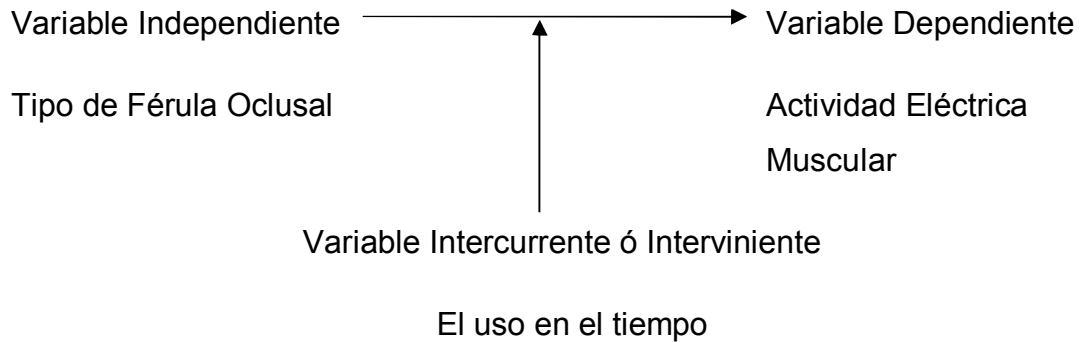 Variable Independiente Variable Dependiente
Tipo de Férula Oclusal Actividad Eléctrica
Muscular
Variable Intercurrente ó Interviniente
El uso en el tiempo